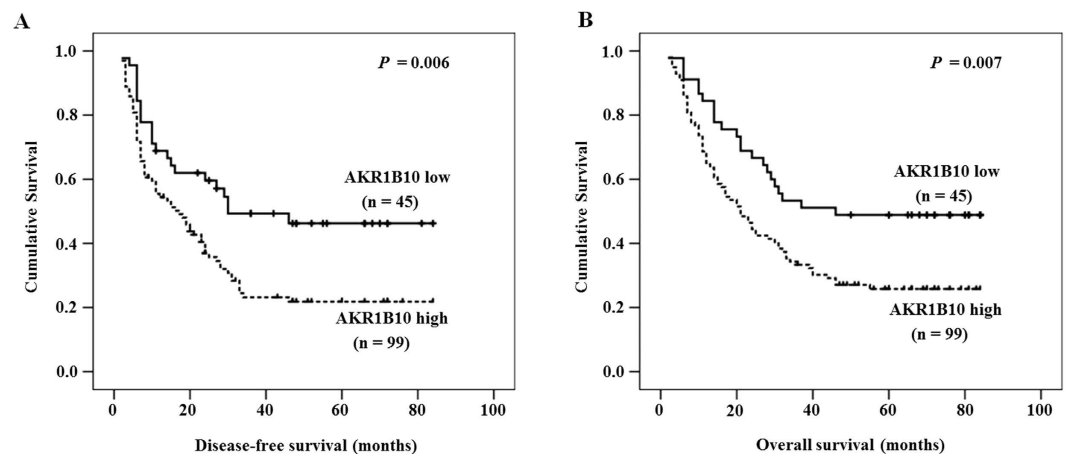 A
P = 0.006
1.0
0.8
0.6
0.4
0.2
0.0
Cumulative Survival
AKR1B10 low
(n = 45)
AKR1B10 high
(n = 99)
0 20 40 60 80 100
Disease-free survival (months)
B
P = 0.007
1.0
0.8
0.6
0.4
0.2
0.0
Cumulative Survival
AKR1B10 low
(n = 45)
AKR1B10 high
(n = 99)
0 20 40 60 80 100
Overall survival (months)